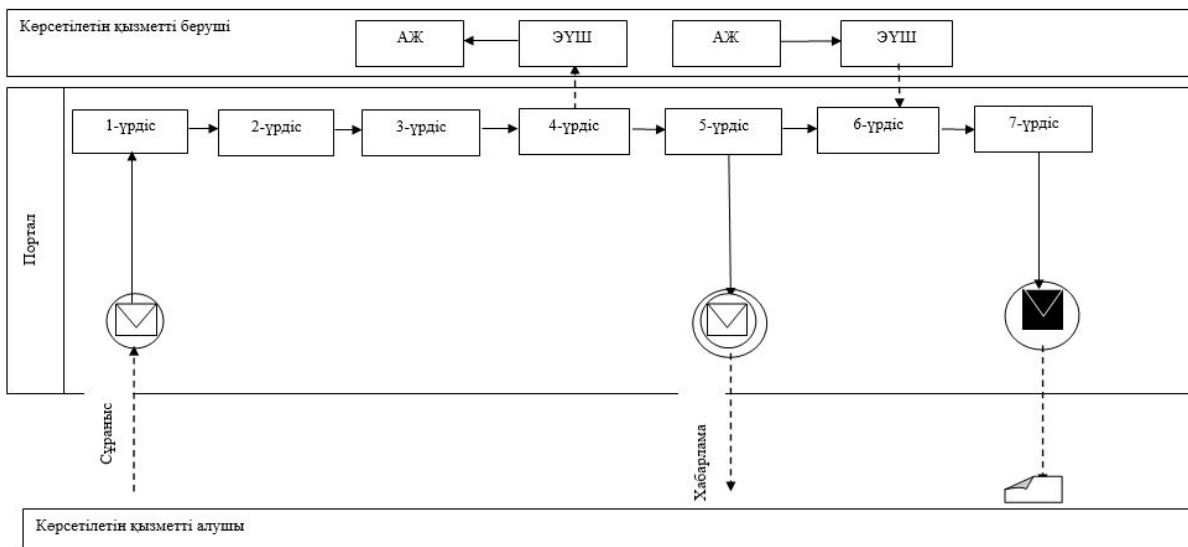 Көрсетілетін қызметті беруші
АЖ
ЭҮШ
АЖ
ЭҮШ
Портал
1-үрдіс
2-үрдіс
3-үрдіс
4-үрдіс
5-үрдіс
6-үрдіс
7-үрдіс
Сұраныс
Хабарлама
Көрсетілетін қызметті алушы